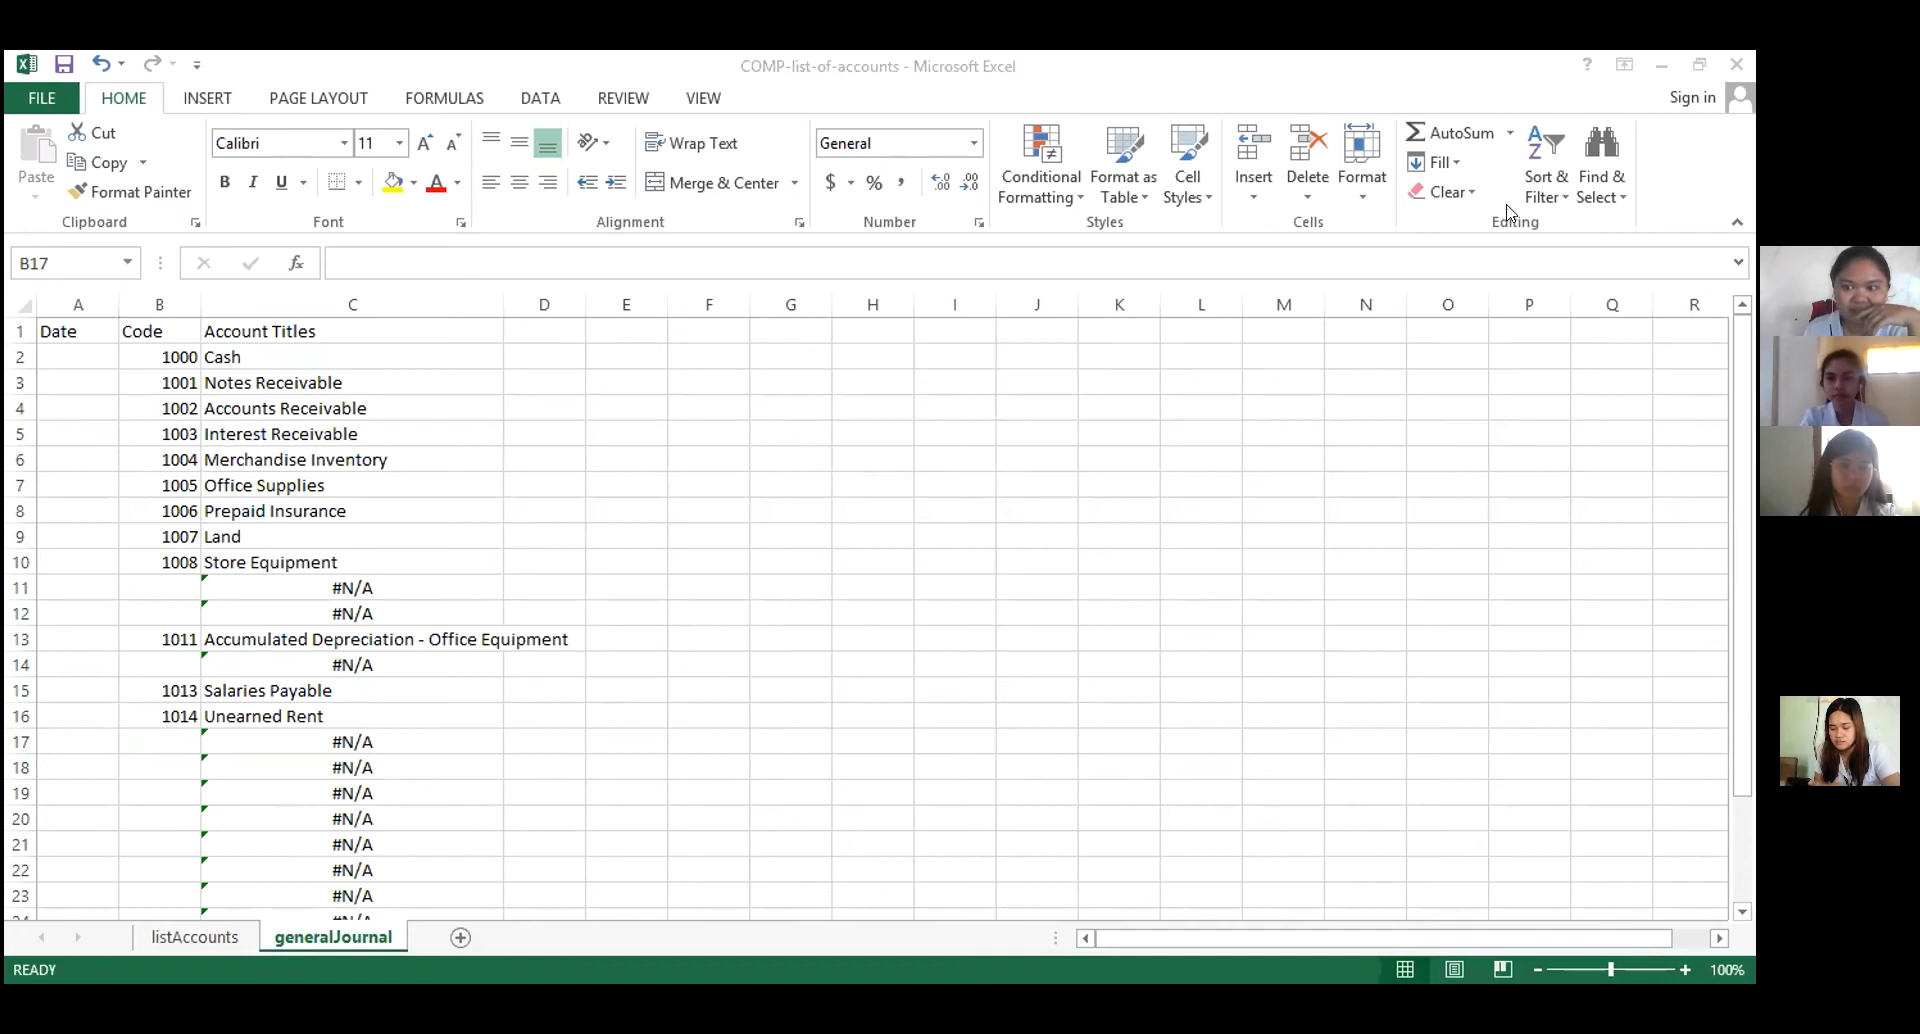 COMP-list-of-accounts - Microsoft Excel
?
FILE HOME INSERT PAGE LAYOUT FORMULAS DATA REVIEW VIEW Sign in
Paste
Cut
Copy
Format Painter
Clipboard
Calibri 11
B I U A
Font
Wrap Text
Merge & Center
Alignment
General
$ % ,
Number
Conditional Formatting
Format as Table
Cell Styles
Styles
Insert
Delete
Format
Cells
AutoSum
Fill
Clear
Sort & Filter
Find & Select
Editing
B17 fx
A B C D E F G H I J K L M N O P Q R
1 Date Code Account Titles
2 1000 Cash
3 1001 Notes Receivable
4 1002 Accounts Receivable
5 1003 Interest Receivable
6 1004 Merchandise Inventory
7 1005 Office Supplies
8 1006 Prepaid Insurance
9 1007 Land
10 1008 Store Equipment
11 #N/A
12 #N/A
13 1011 Accumulated Depreciation - Office Equipment
14 #N/A
15 1013 Salaries Payable
16 1014 Unearned Rent
17 #N/A
18 #N/A
19 #N/A
20 #N/A
21 #N/A
22 #N/A
23 #N/A
24 #N/A
listAccounts generalJournal
READY 100%